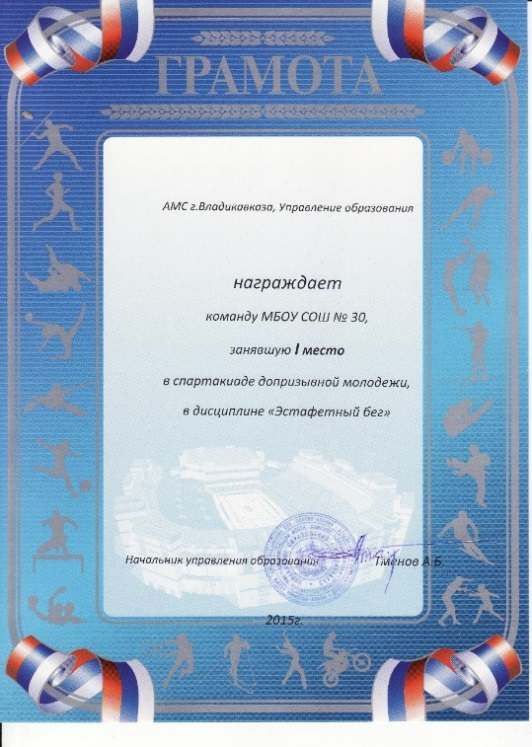 ГРАМОТА
АМС г.Владикавказа, Управление образования
награждает
команду МБОУ СОШ № 30,
занявшую I место
в спартакиаде допризывной молодежи,
в дисциплине «Эстафетный бег»
Начальник управления образования Тменов А.Б.
2015г.